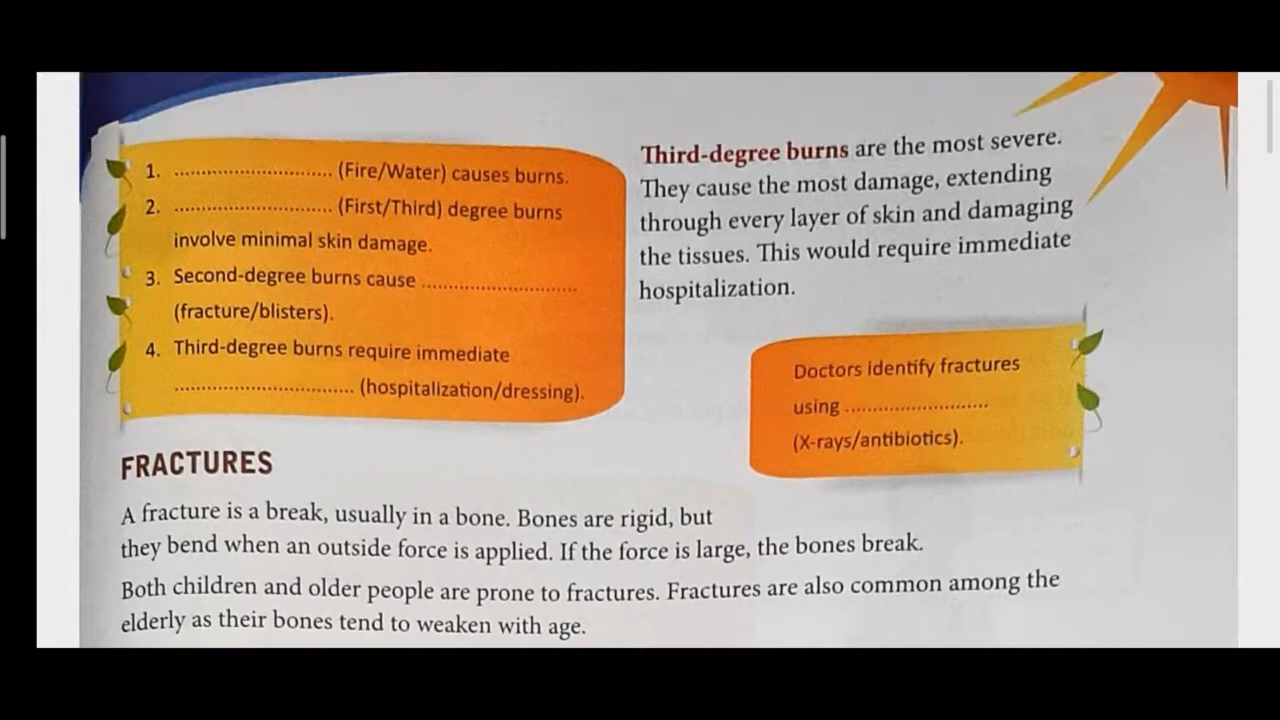 1. ............................ (Fire/Water) causes burns.
2. ............................ (First/Third) degree burns
involve minimal skin damage.
3. Second-degree burns cause ............................
(fracture/blisters).
4. Third-degree burns require immediate
................................ (hospitalization/dressing).
Third-degree burns are the most severe.
They cause the most damage, extending
through every layer of skin and damaging
the tissues. This would require immediate
hospitalization.
Doctors identify fractures
using ..........................
(X-rays/antibiotics).
FRACTURES
A fracture is a break, usually in a bone. Bones are rigid, but
they bend when an outside force is applied. If the force is large, the bones break.
Both children and older people are prone to fractures. Fractures are also common among the
elderly as their bones tend to weaken with age.